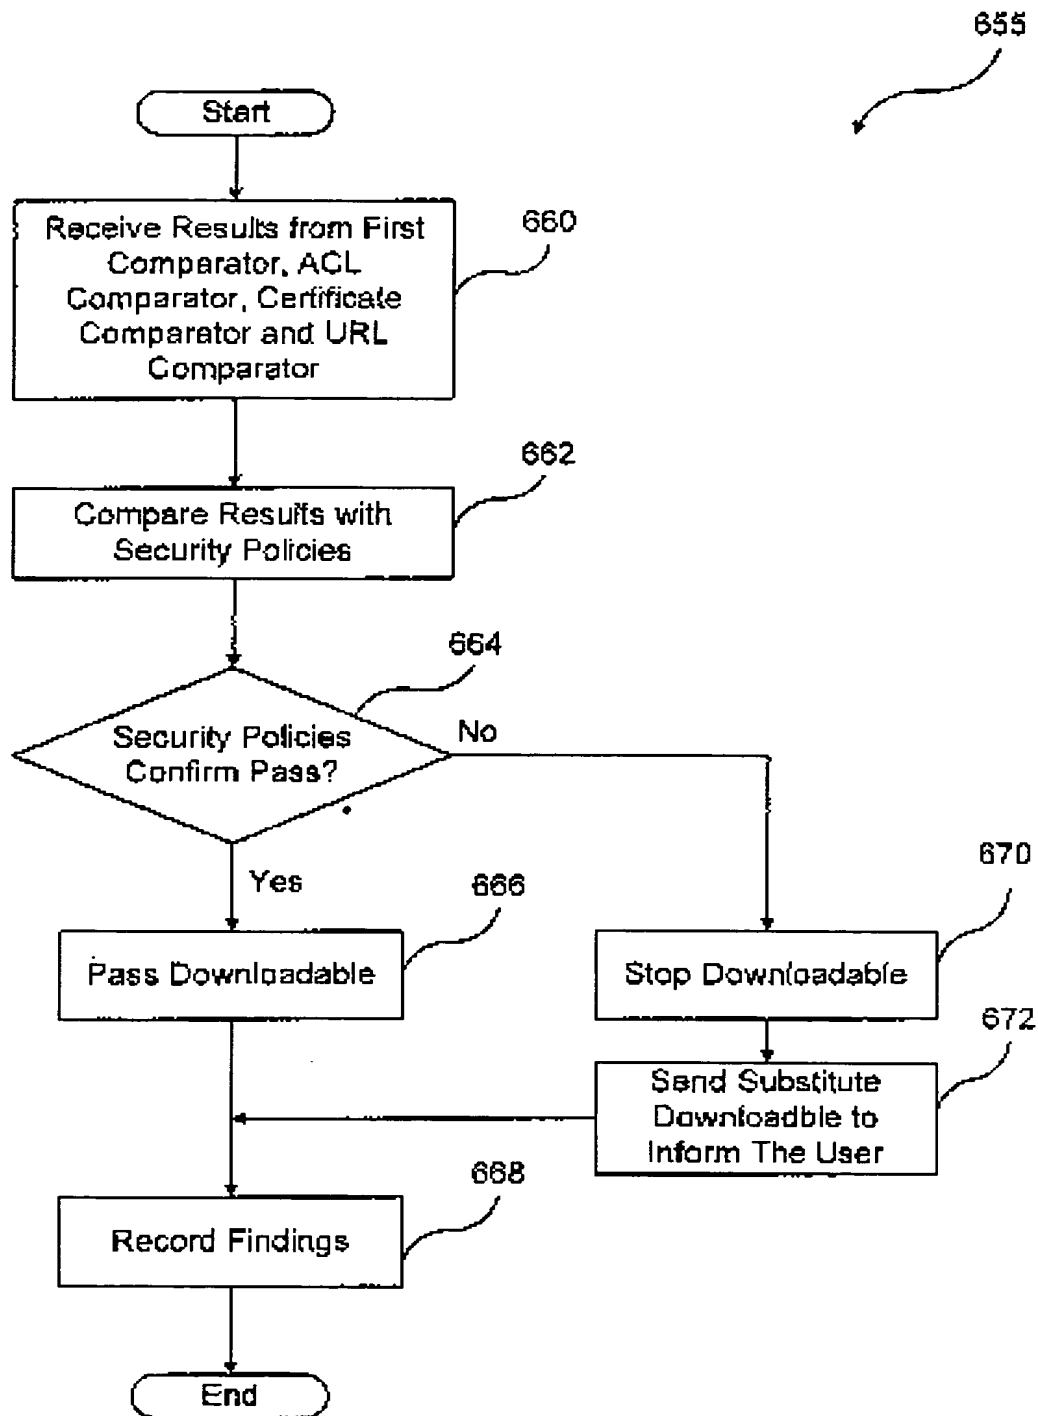 655
Start
Receive Results from First
Comparator, ACL
Comparator, Certificate
Comparator and URL
Comparator
660
662
Compare Results with
Security Policies
664
Security Policies
Confirm Pass?
No
Yes
666
Pass Downloadable
670
Stop Downloadable
672
Send Substitute
Downloadble to
Inform The User
668
Record Findings
End